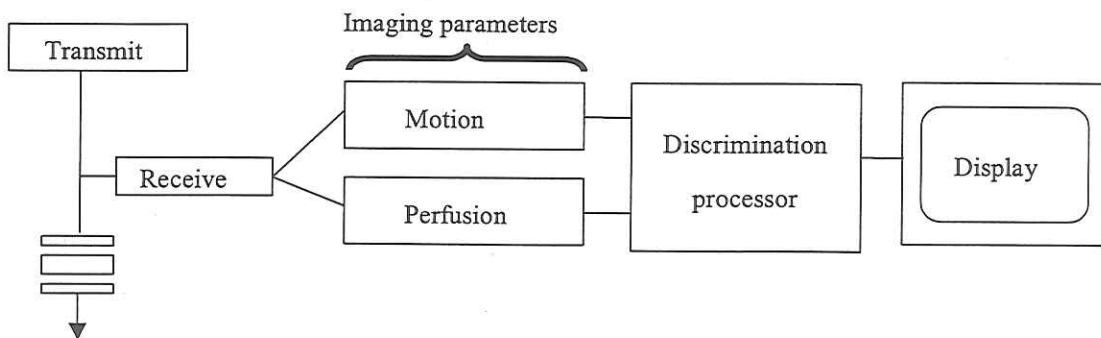 Imaging parameters
Transmit
Motion
Receive
Perfusion
Discrimination
processor
Display